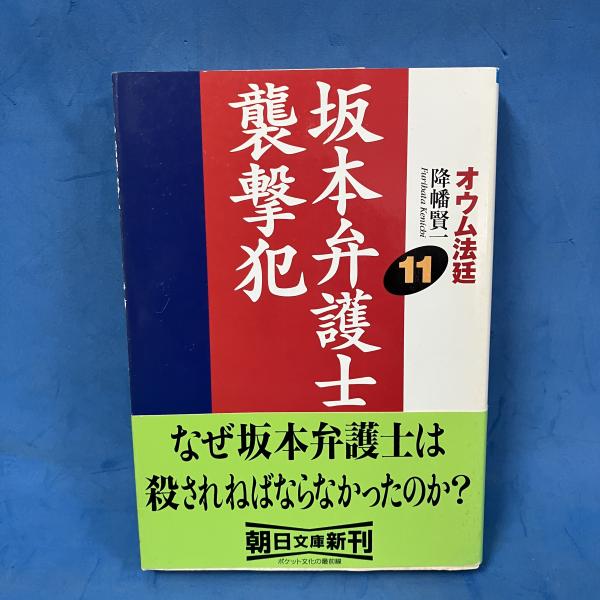 オウム法廷
11
降幡賢一
Furihata Kenichi
坂本弁護士
襲撃犯
なぜ坂本弁護士は
殺されねばならなかったのか?
朝日文庫新刊
ポケット文化の最前線